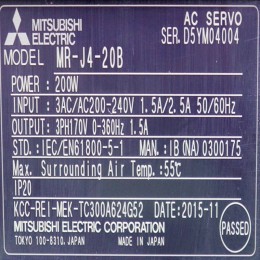 MITSUBISHI ELECTRIC
AC SERVO
SER. D5YM04004
MODEL MR-J4-20B
POWER : 200W
INPUT : 3AC/AC200-240V 1.5A/2.5A 50/60Hz
OUTPUT : 3PH170V 0-360Hz 1.5A
STD. : IEC/EN61800-5-1 MAN.: IB (NA) 0300175
Max. Surrounding Air Temp.:55℃
IP20
KCC-REI-MEK-TC300A624G52 DATE:2015-11
MITSUBISHI ELECTRIC CORPORATION
TOKYO 100-8310, JAPAN MADE IN JAPAN
PASSED